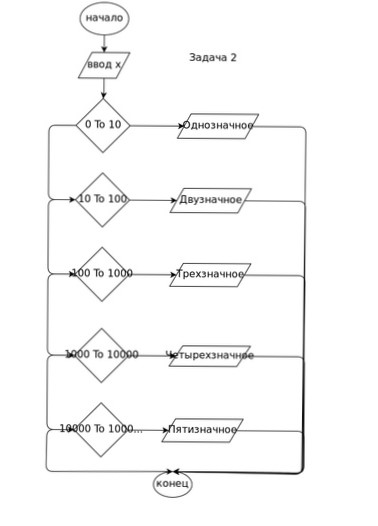 начало
ввод x
Задача 2
0 To 10
Однозначное
10 To 100
Двузначное
100 To 1000
Трехзначное
1000 To 10000
Четырехзначное
10000 To 1000...
Пятизначное
конец